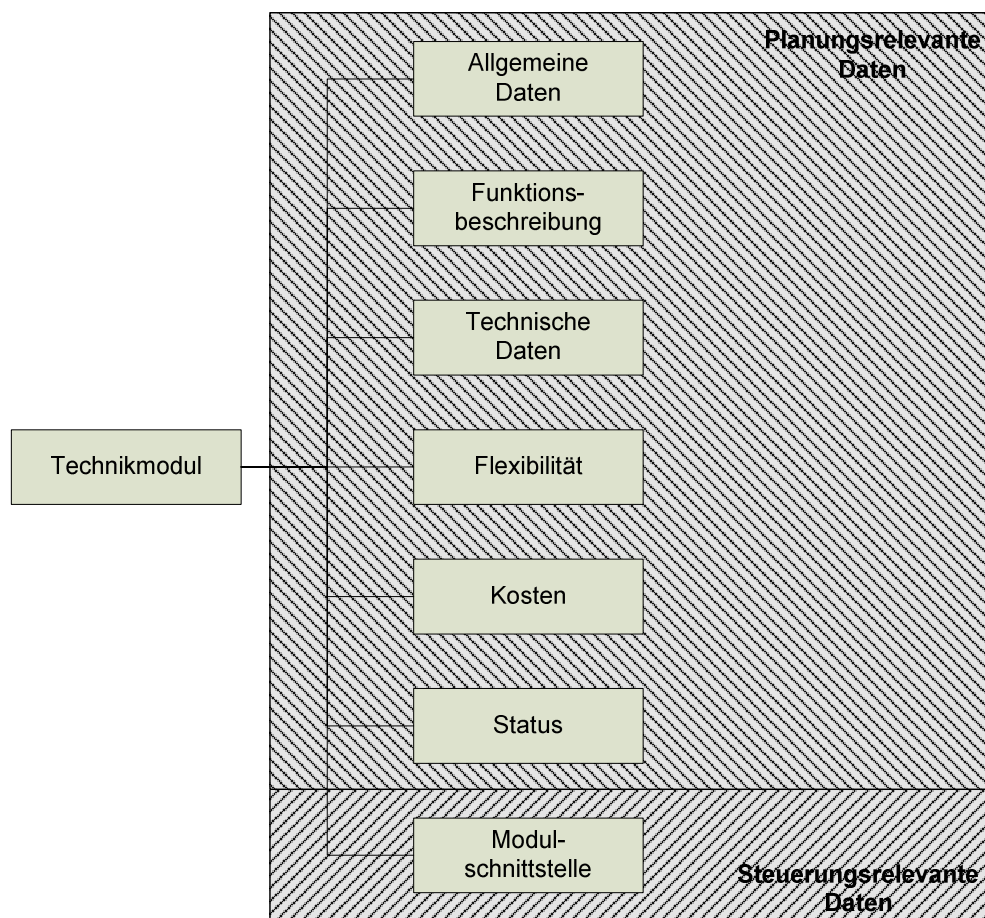 Planungsrelevante
Daten
Allgemeine
Daten
Funktions-
beschreibung
Technische
Daten
Technikmodul
Flexibilität
Kosten
Status
Modul-
schnittstelle
Steuerungsrelevante
Daten